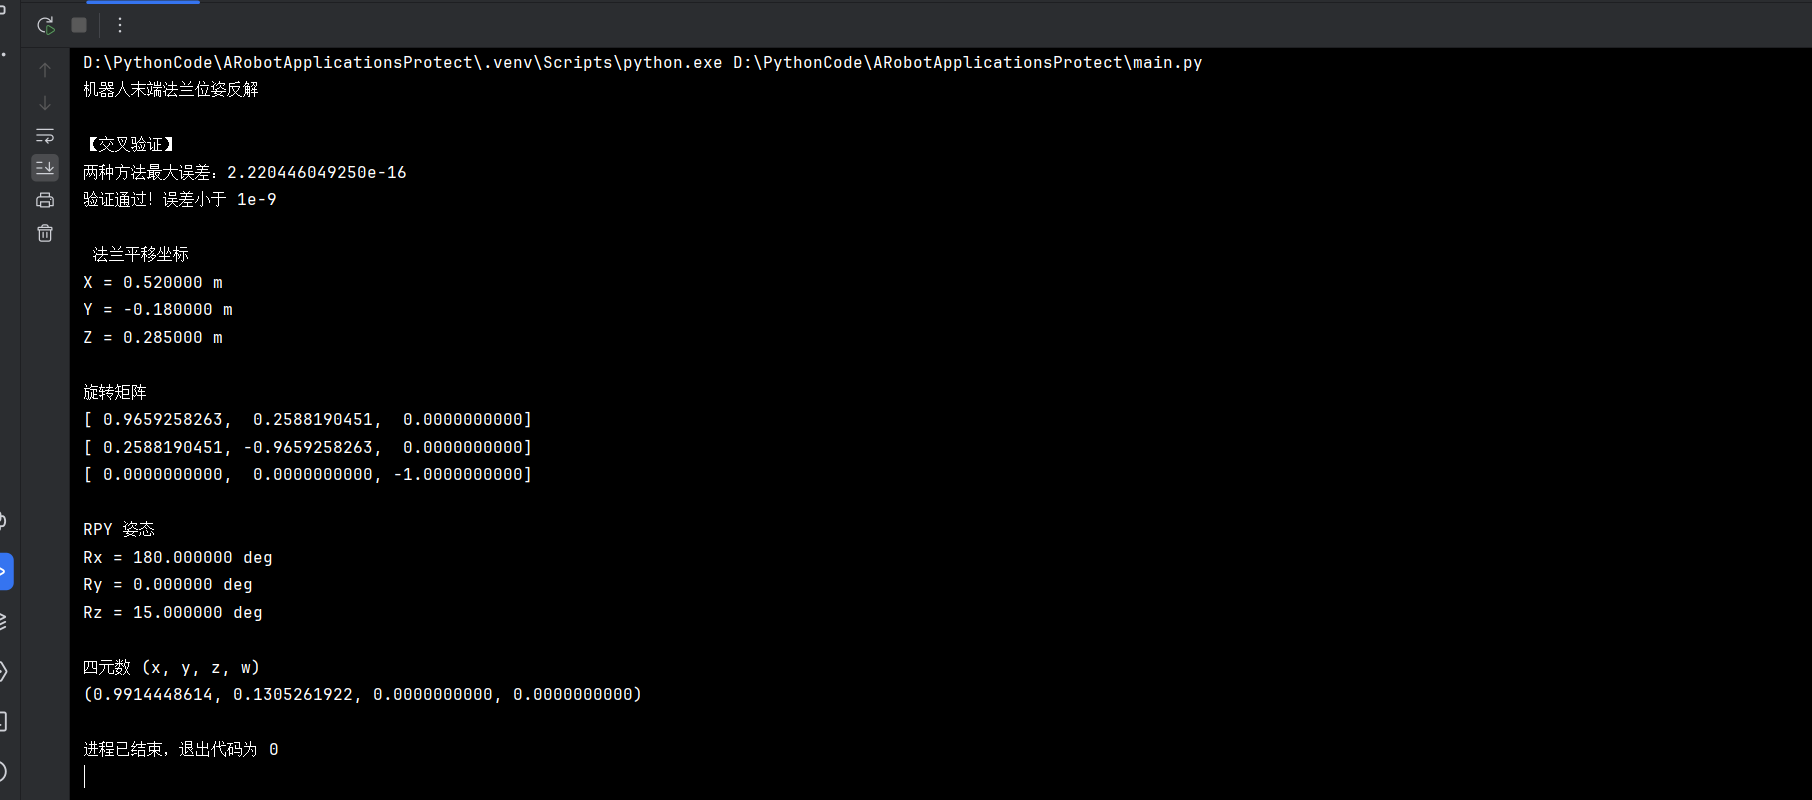 D:\PythonCode\ARobotApplicationsProtect\.venv\Scripts\python.exe D:\PythonCode\ARobotApplicationsProtect\main.py
机器人末端法兰位姿反解
【交叉验证】
两种方法最大误差：2.220446049250e-16
验证通过！误差小于 1e-9
法兰平移坐标
X = 0.520000 m
Y = -0.180000 m
Z = 0.285000 m
旋转矩阵
[ 0.9659258263,  0.2588190451,  0.0000000000]
[ 0.2588190451, -0.9659258263,  0.0000000000]
[ 0.0000000000,  0.0000000000, -1.0000000000]
RPY 姿态
Rx = 180.000000 deg
Ry = 0.000000 deg
Rz = 15.000000 deg
四元数 (x, y, z, w)
(0.9914448614, 0.1305261922, 0.0000000000, 0.0000000000)
进程已结束，退出代码为 0